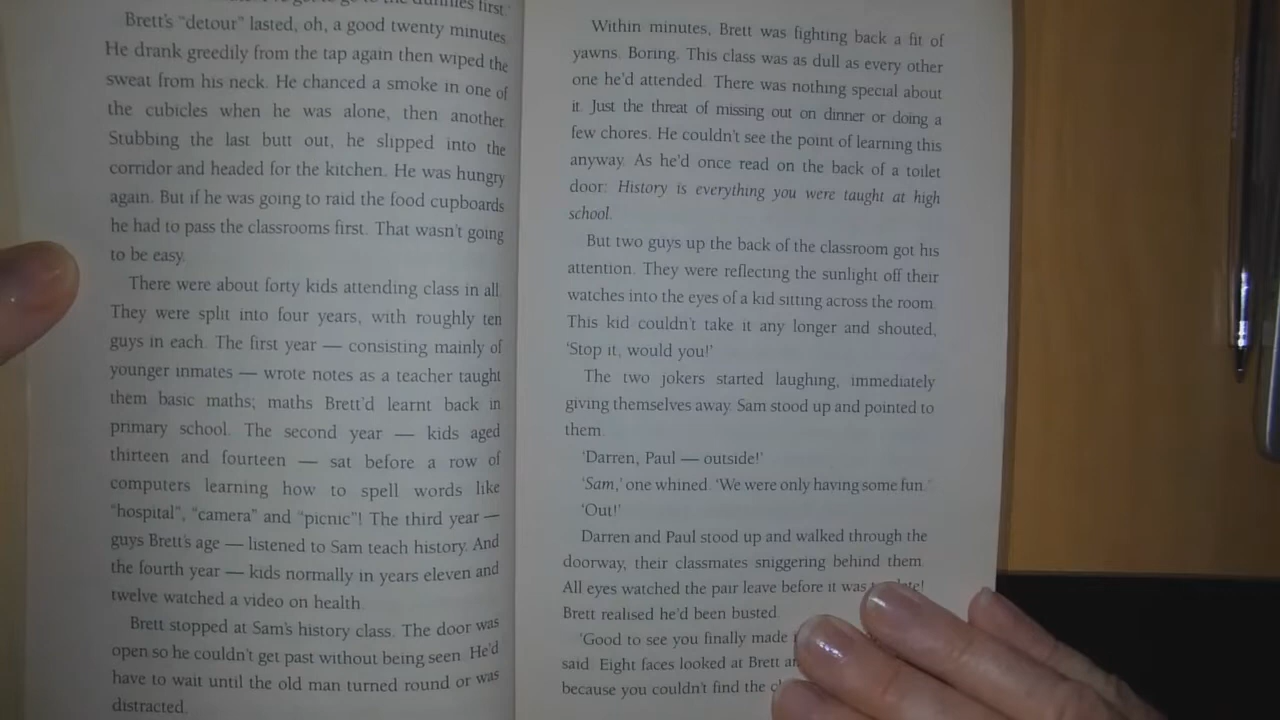 to go to the dunnies first.'
Brett's “detour” lasted, oh, a good twenty minutes.
He drank greedily from the tap again then wiped the
sweat from his neck. He chanced a smoke in one of
the cubicles when he was alone, then another.
Stubbing the last butt out, he slipped into the
corridor and headed for the kitchen. He was hungry
again. But if he was going to raid the food cupboards
he had to pass the classrooms first. That wasn't going
to be easy.
There were about forty kids attending class in all.
They were split into four years, with roughly ten
guys in each. The first year — consisting mainly of
younger inmates — wrote notes as a teacher taught
them basic maths; maths Brett'd learnt back in
primary school. The second year — kids aged
thirteen and fourteen — sat before a row of
computers learning how to spell words like
“hospital”, “camera” and “picnic”! The third year —
guys Brett's age — listened to Sam teach history. And
the fourth year — kids normally in years eleven and
twelve watched a video on health.
Brett stopped at Sam's history class. The door was
open so he couldn't get past without being seen. He'd
have to wait until the old man turned round or was
distracted.
Within minutes, Brett was fighting back a fit of
yawns. Boring. This class was as dull as every other
one he'd attended. There was nothing special about
it. Just the threat of missing out on dinner or doing a
few chores. He couldn't see the point of learning this
anyway. As he'd once read on the back of a toilet
door: History is everything you were taught at high
school.
But two guys up the back of the classroom got his
attention. They were reflecting the sunlight off their
watches into the eyes of a kid sitting across the room.
This kid couldn't take it any longer and shouted,
‘Stop it, would you!’
The two jokers started laughing, immediately
giving themselves away. Sam stood up and pointed to
them.
‘Darren, Paul — outside!’
‘Sam,’ one whined. ‘We were only having some fun.’
‘Out!’
Darren and Paul stood up and walked through the
doorway, their classmates sniggering behind them.
All eyes watched the pair leave before it was late!
Brett realised he'd been busted.
‘Good to see you finally made
said. Eight faces looked at Brett
because you couldn't find the